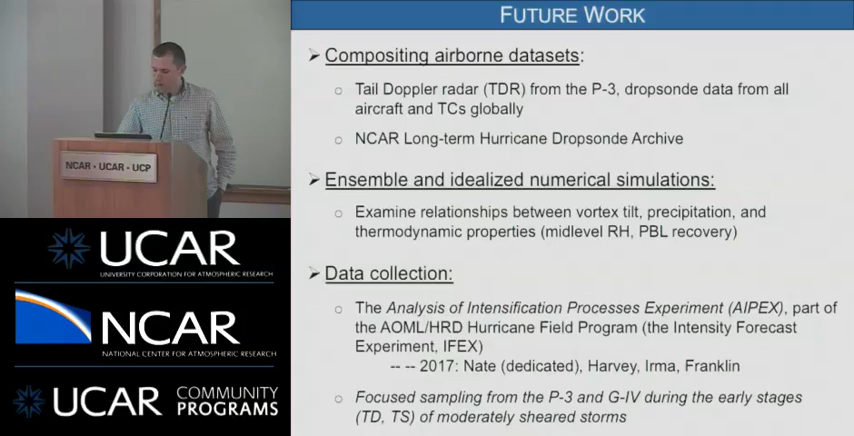 FUTURE WORK
Compositing airborne datasets:
Tail Doppler radar (TDR) from the P-3, dropsonde data from all
aircraft and TCs globally
NCAR Long-term Hurricane Dropsonde Archive
Ensemble and idealized numerical simulations:
Examine relationships between vortex tilt, precipitation, and
thermodynamic properties (midlevel RH, PBL recovery)
Data collection:
The Analysis of Intensification Processes Experiment (AIPEX), part of
the AOML/HRD Hurricane Field Program (the Intensity Forecast
Experiment, IFEX)
-- -- 2017: Nate (dedicated), Harvey, Irma, Franklin
Focused sampling from the P-3 and G-IV during the early stages
(TD, TS) of moderately sheared storms
NCAR • UCAR • UCP
UCAR
UNIVERSITY CORPORATION FOR ATMOSPHERIC RESEARCH
NCAR
NATIONAL CENTER FOR ATMOSPHERIC RESEARCH
UCAR COMMUNITY
PROGRAMS